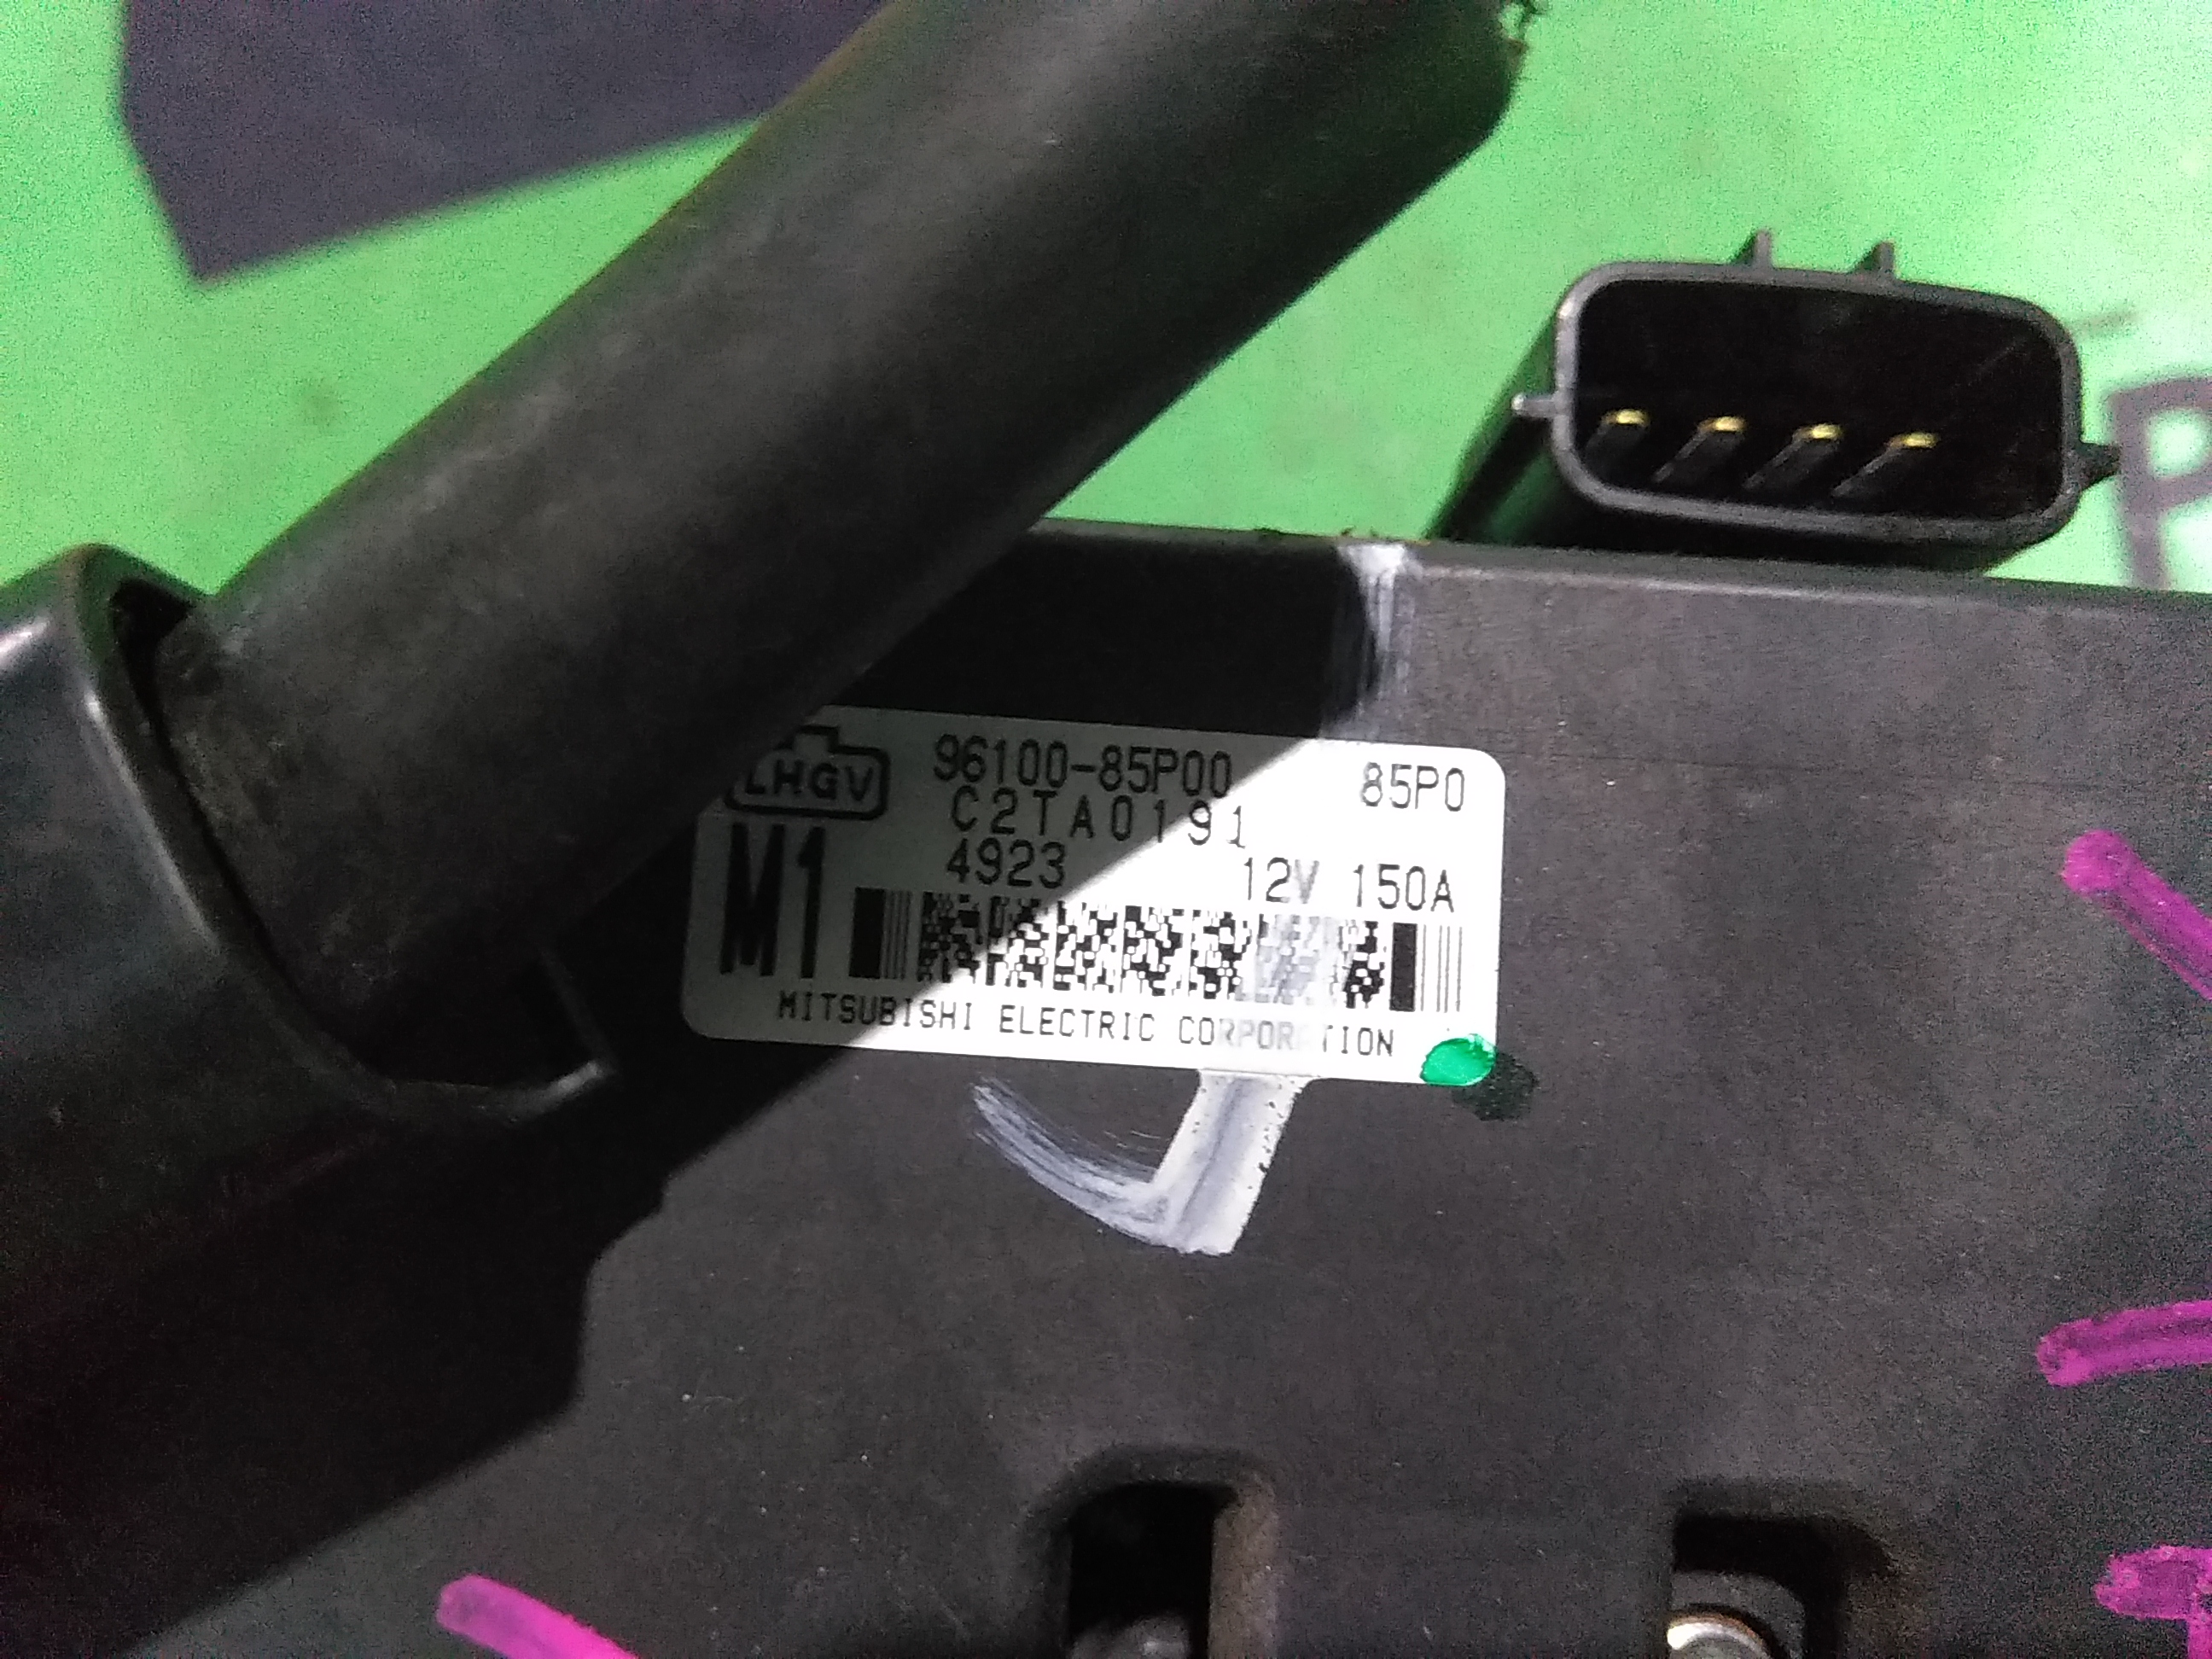 LHGV 96100-85P00 85P0
C2TA0191
4923 12V 150A
M1
MITSUBISHI ELECTRIC CORPORATION
P